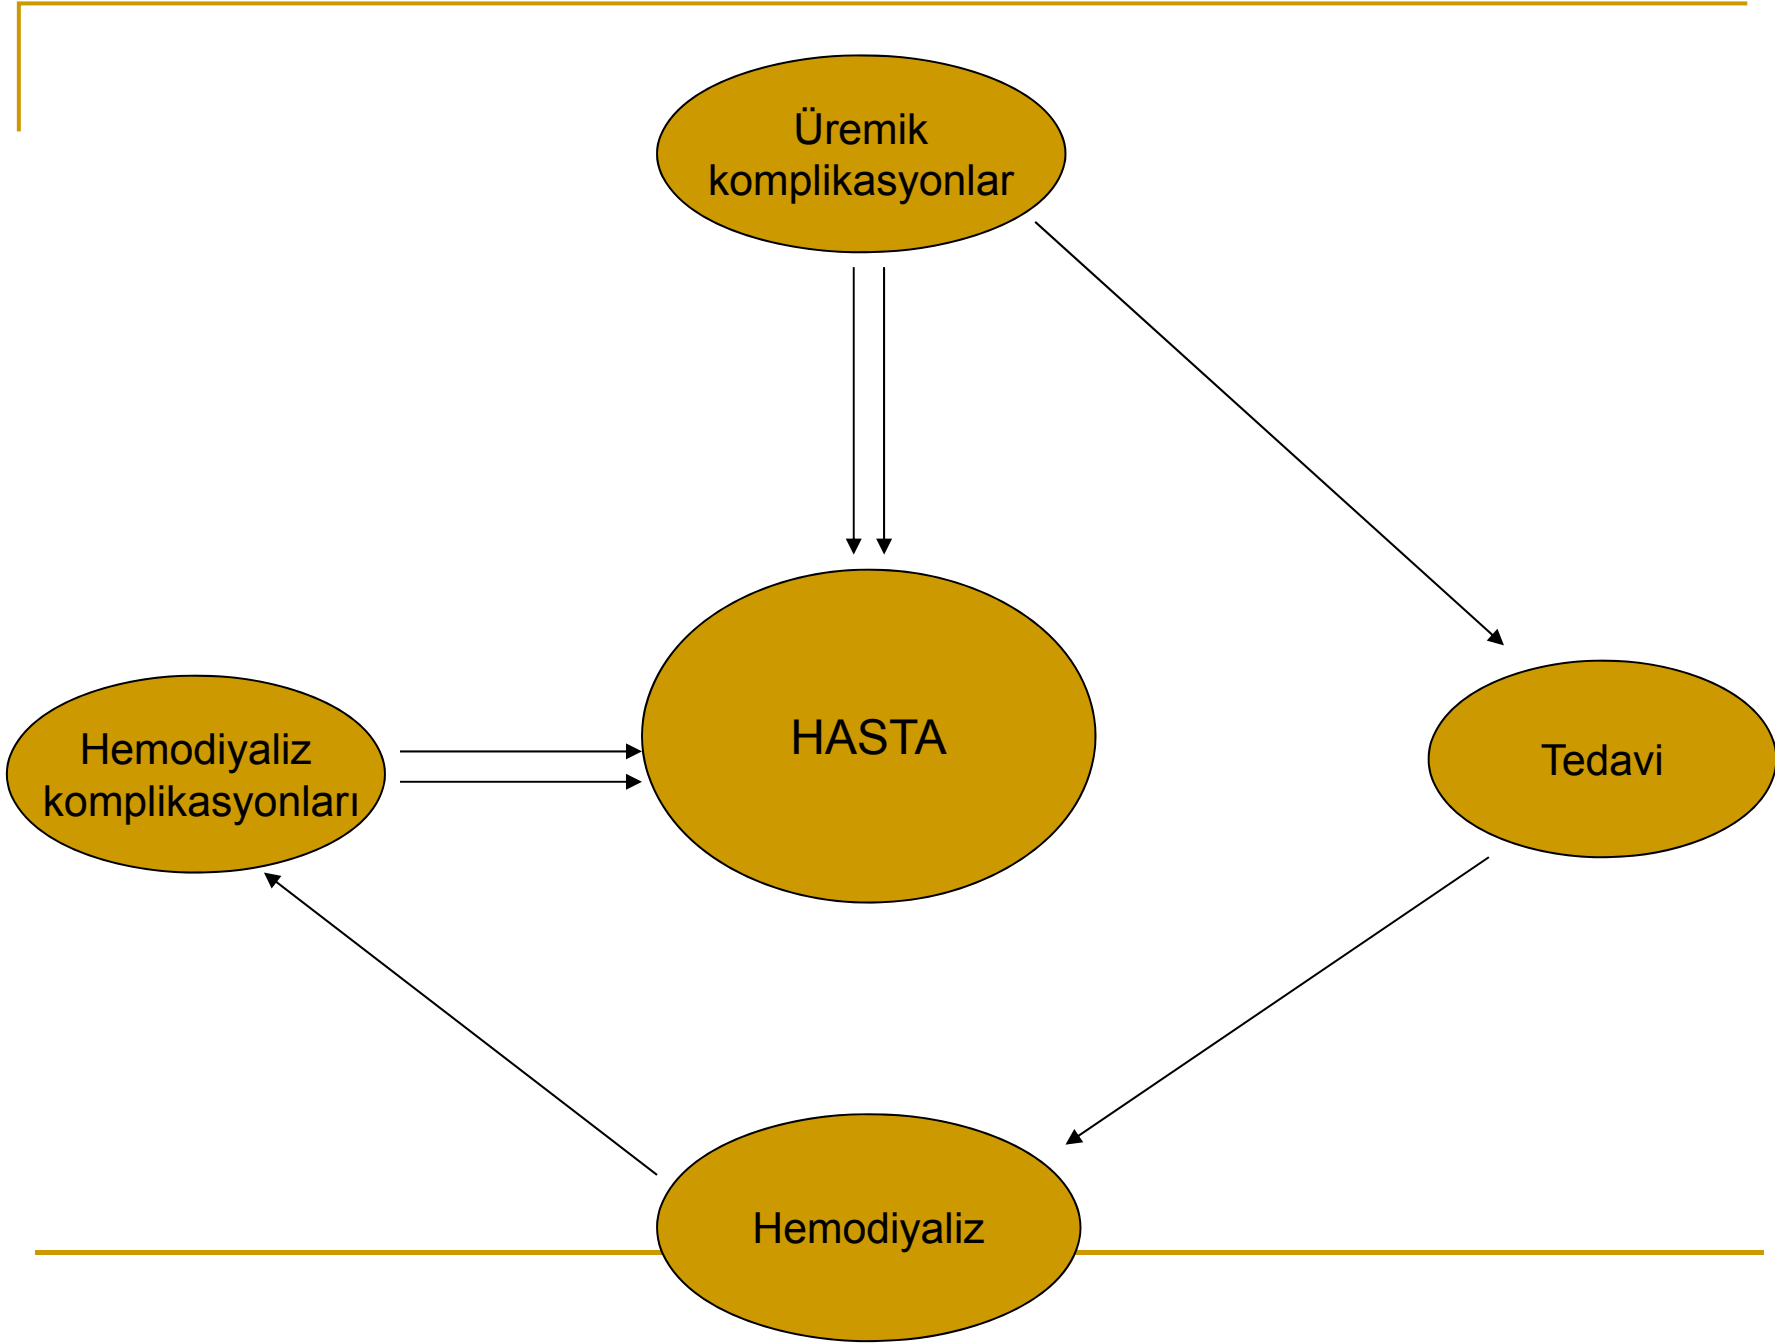 Üremik
komplikasyonlar
HASTA
Hemodiyaliz
komplikasyonları
Tedavi
Hemodiyaliz